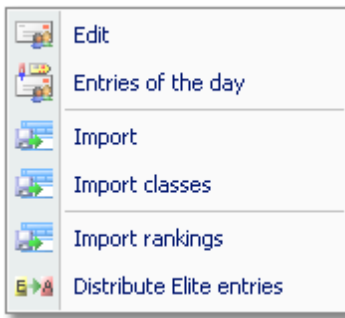 Edit
Entries of the day
Import
Import classes
Import rankings
E A Distribute Elite entries